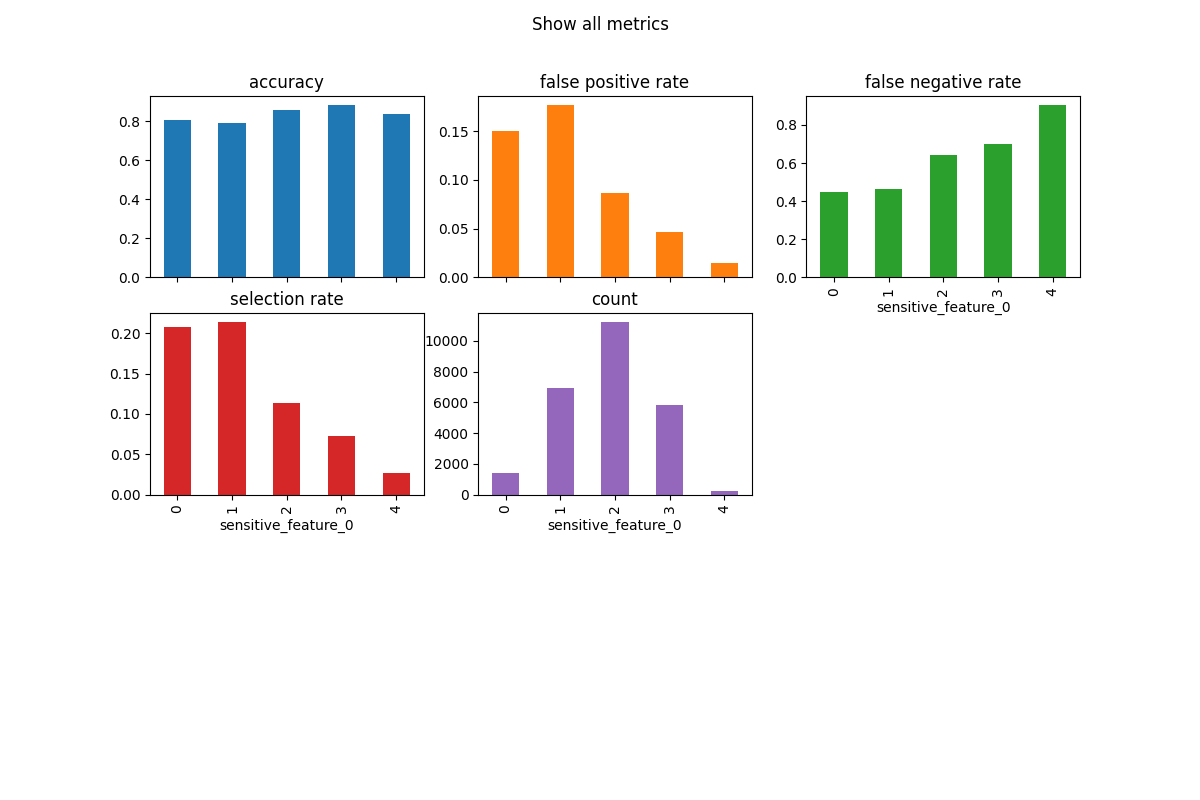 Show all metrics
accuracy
0.8
0.6
0.4
0.2
0.0
false positive rate
0.15
0.10
0.05
0.00
false negative rate
0.8
0.6
0.4
0.2
0.0
0 1 2 3 4
sensitive_feature_0
selection rate
0.20
0.15
0.10
0.05
0.00
0 1 2 3 4
sensitive_feature_0
count
10000
8000
6000
4000
2000
0
0 1 2 3 4
sensitive_feature_0